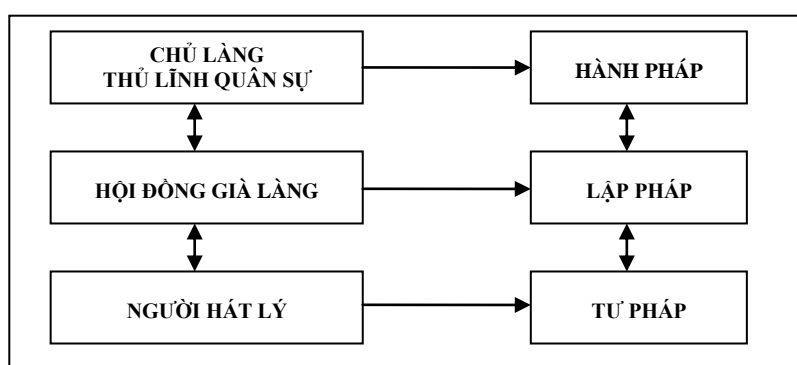 CHỦ LÀNG
THỦ LĨNH QUÂN SỰ
HÀNH PHÁP
HỘI ĐỒNG GIÀ LÀNG
LẬP PHÁP
NGƯỜI HÁT LÝ
TƯ PHÁP